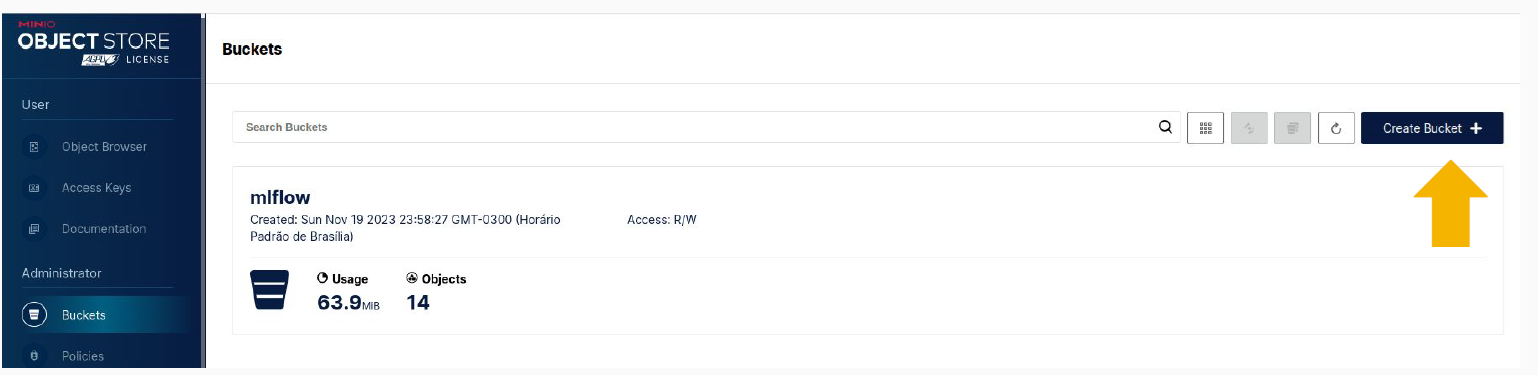 MINIO
OBJECT STORE
AGPLV3 LICENSE
User
Object Browser
Access Keys
Documentation
Administrator
Buckets
Policies
Buckets
Search Buckets
Create Bucket +
mlflow
Created: Sun Nov 19 2023 23:58:27 GMT-0300 (Horário
Padrão de Brasília)
Access: R/W
Usage
63.9MiB
Objects
14